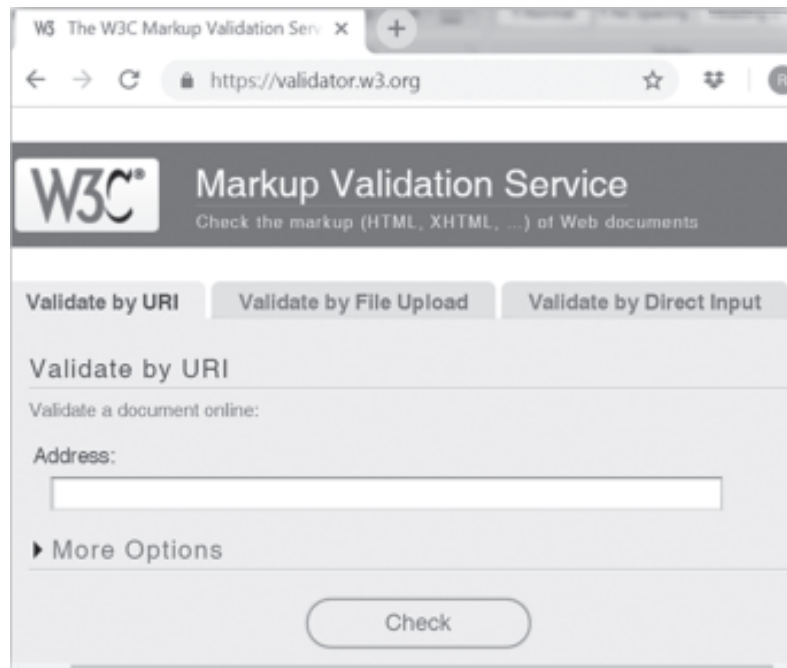 W3 The W3C Markup Validation Serv
https://validator.w3.org
R
W3C®
Markup Validation Service
Check the markup (HTML, XHTML, ...) of Web documents
Validate by URI Validate by File Upload Validate by Direct Input
Validate by URI
Validate a document online:
Address:
More Options
Check